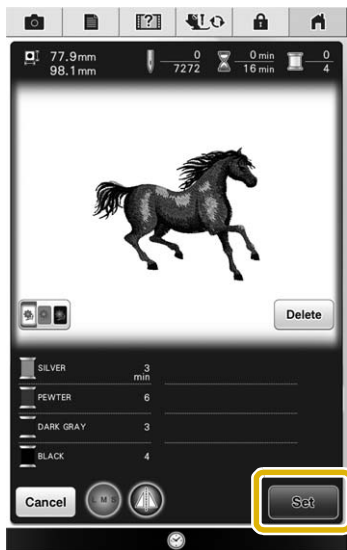 77.9mm
98.1mm
0
7272
0 min
16 min
0
4
Delete
SILVER 3 min
PEWTER 6
DARK GRAY 3
BLACK 4
Cancel
L M S
Set